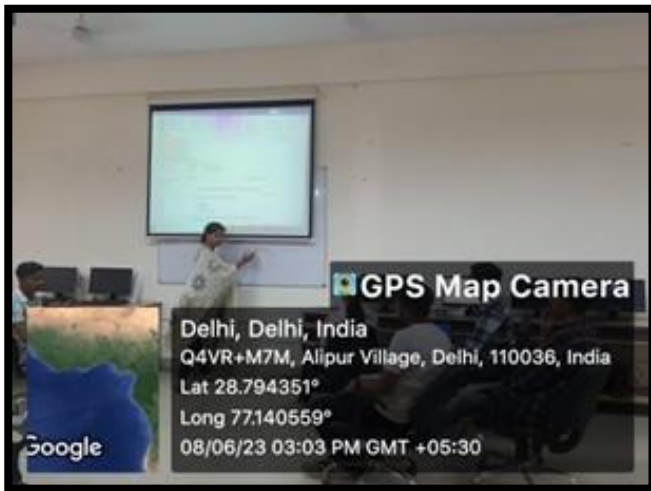 GPS Map Camera
Delhi, Delhi, India
Q4VR+M7M, Alipur Village, Delhi, 110036, India
Lat 28.794351°
Long 77.140559°
08/06/23 03:03 PM GMT +05:30
Google